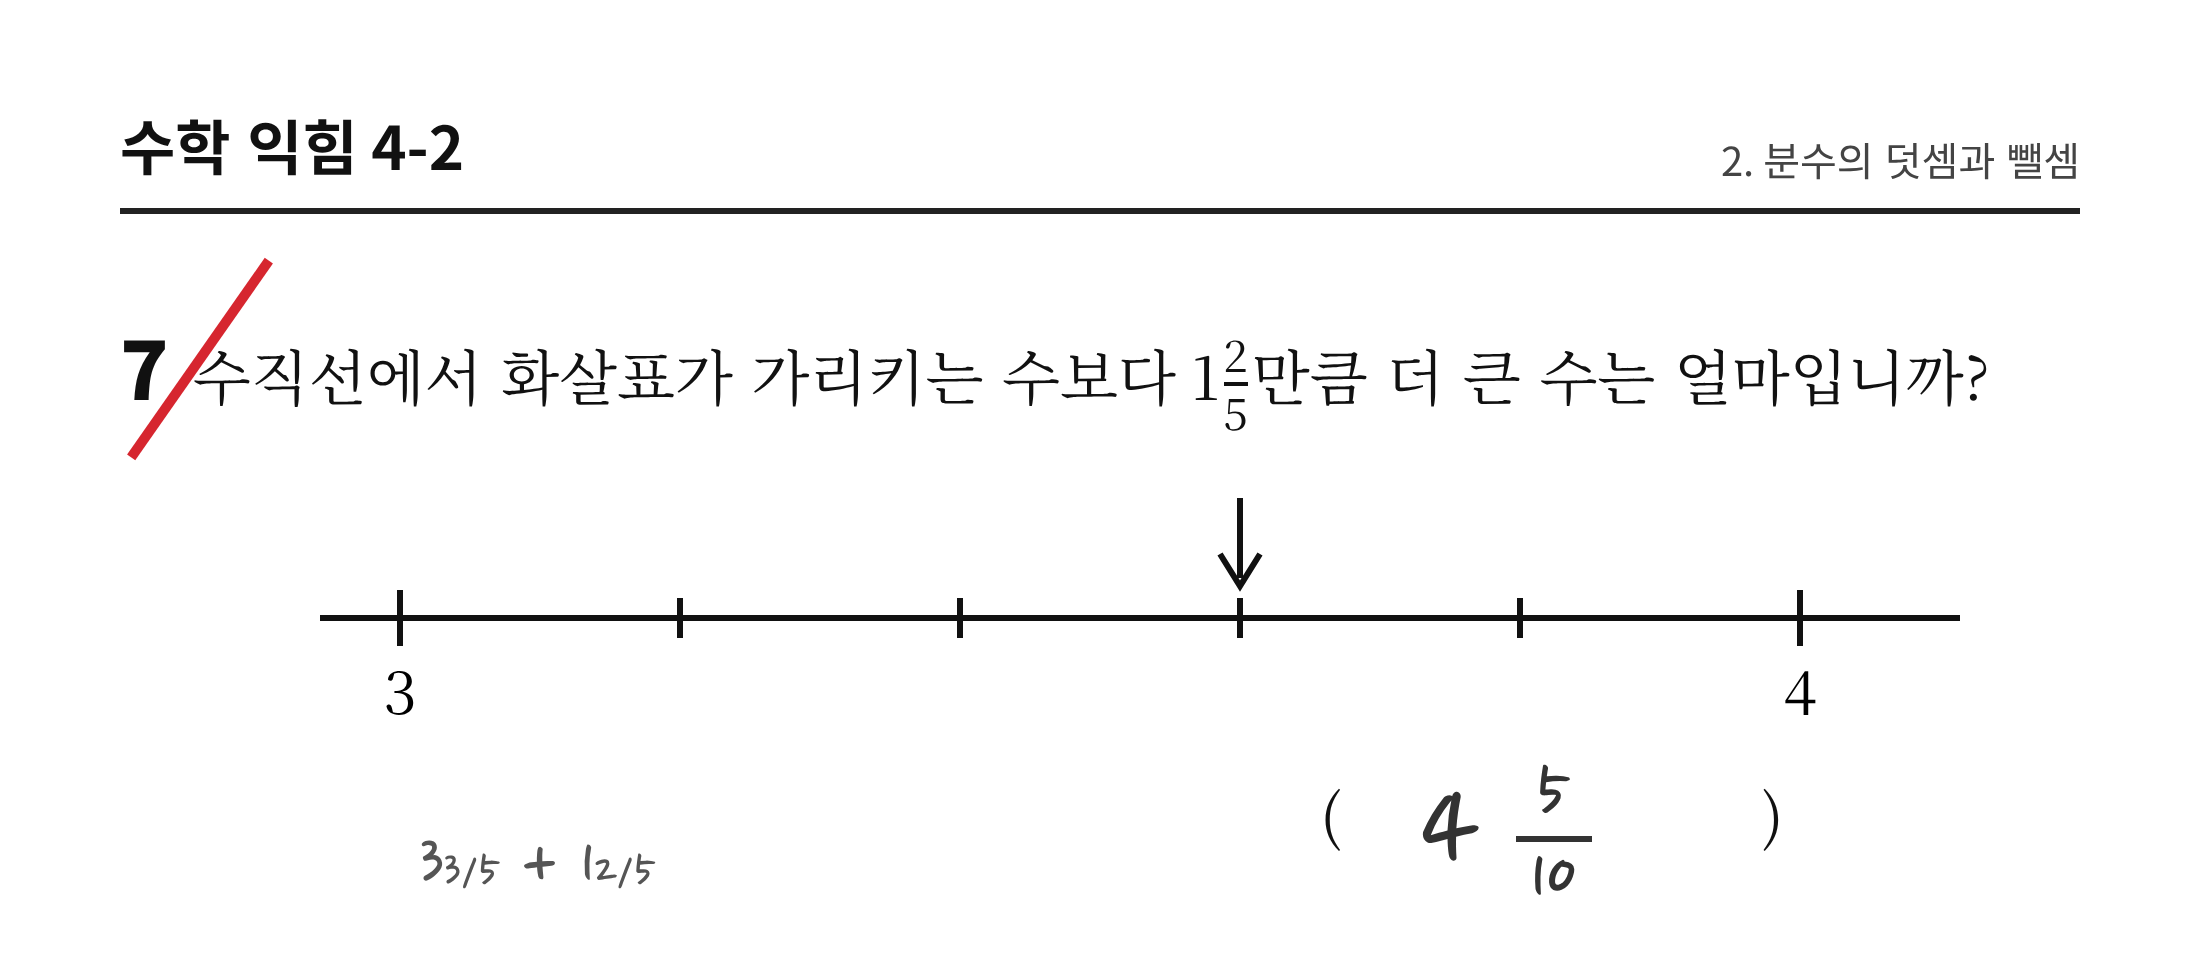 수학 익힘 4-2
2. 분수의 덧셈과 뺄셈
7 수직선에서 화살표가 가리키는 수보다 1 2/5만큼 더 큰 수는 얼마입니까?
3 4
( 4 5/10 )
3 3/5 + 1 2/5